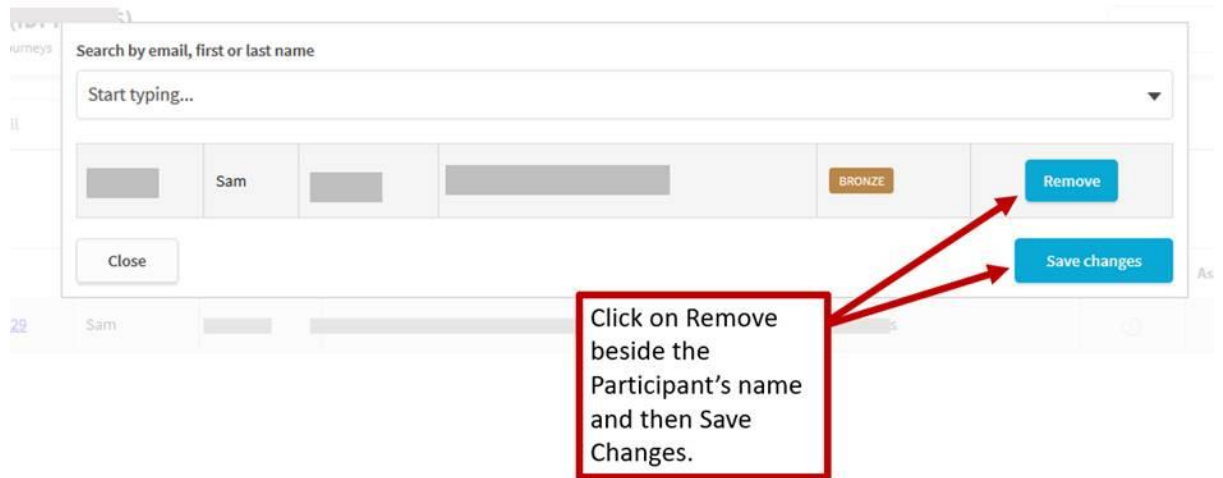 Search by email, first or last name
Start typing...
Sam BRONZE Remove
Close Save changes
29 Sam
Click on Remove
beside the
Participant’s name
and then Save
Changes.